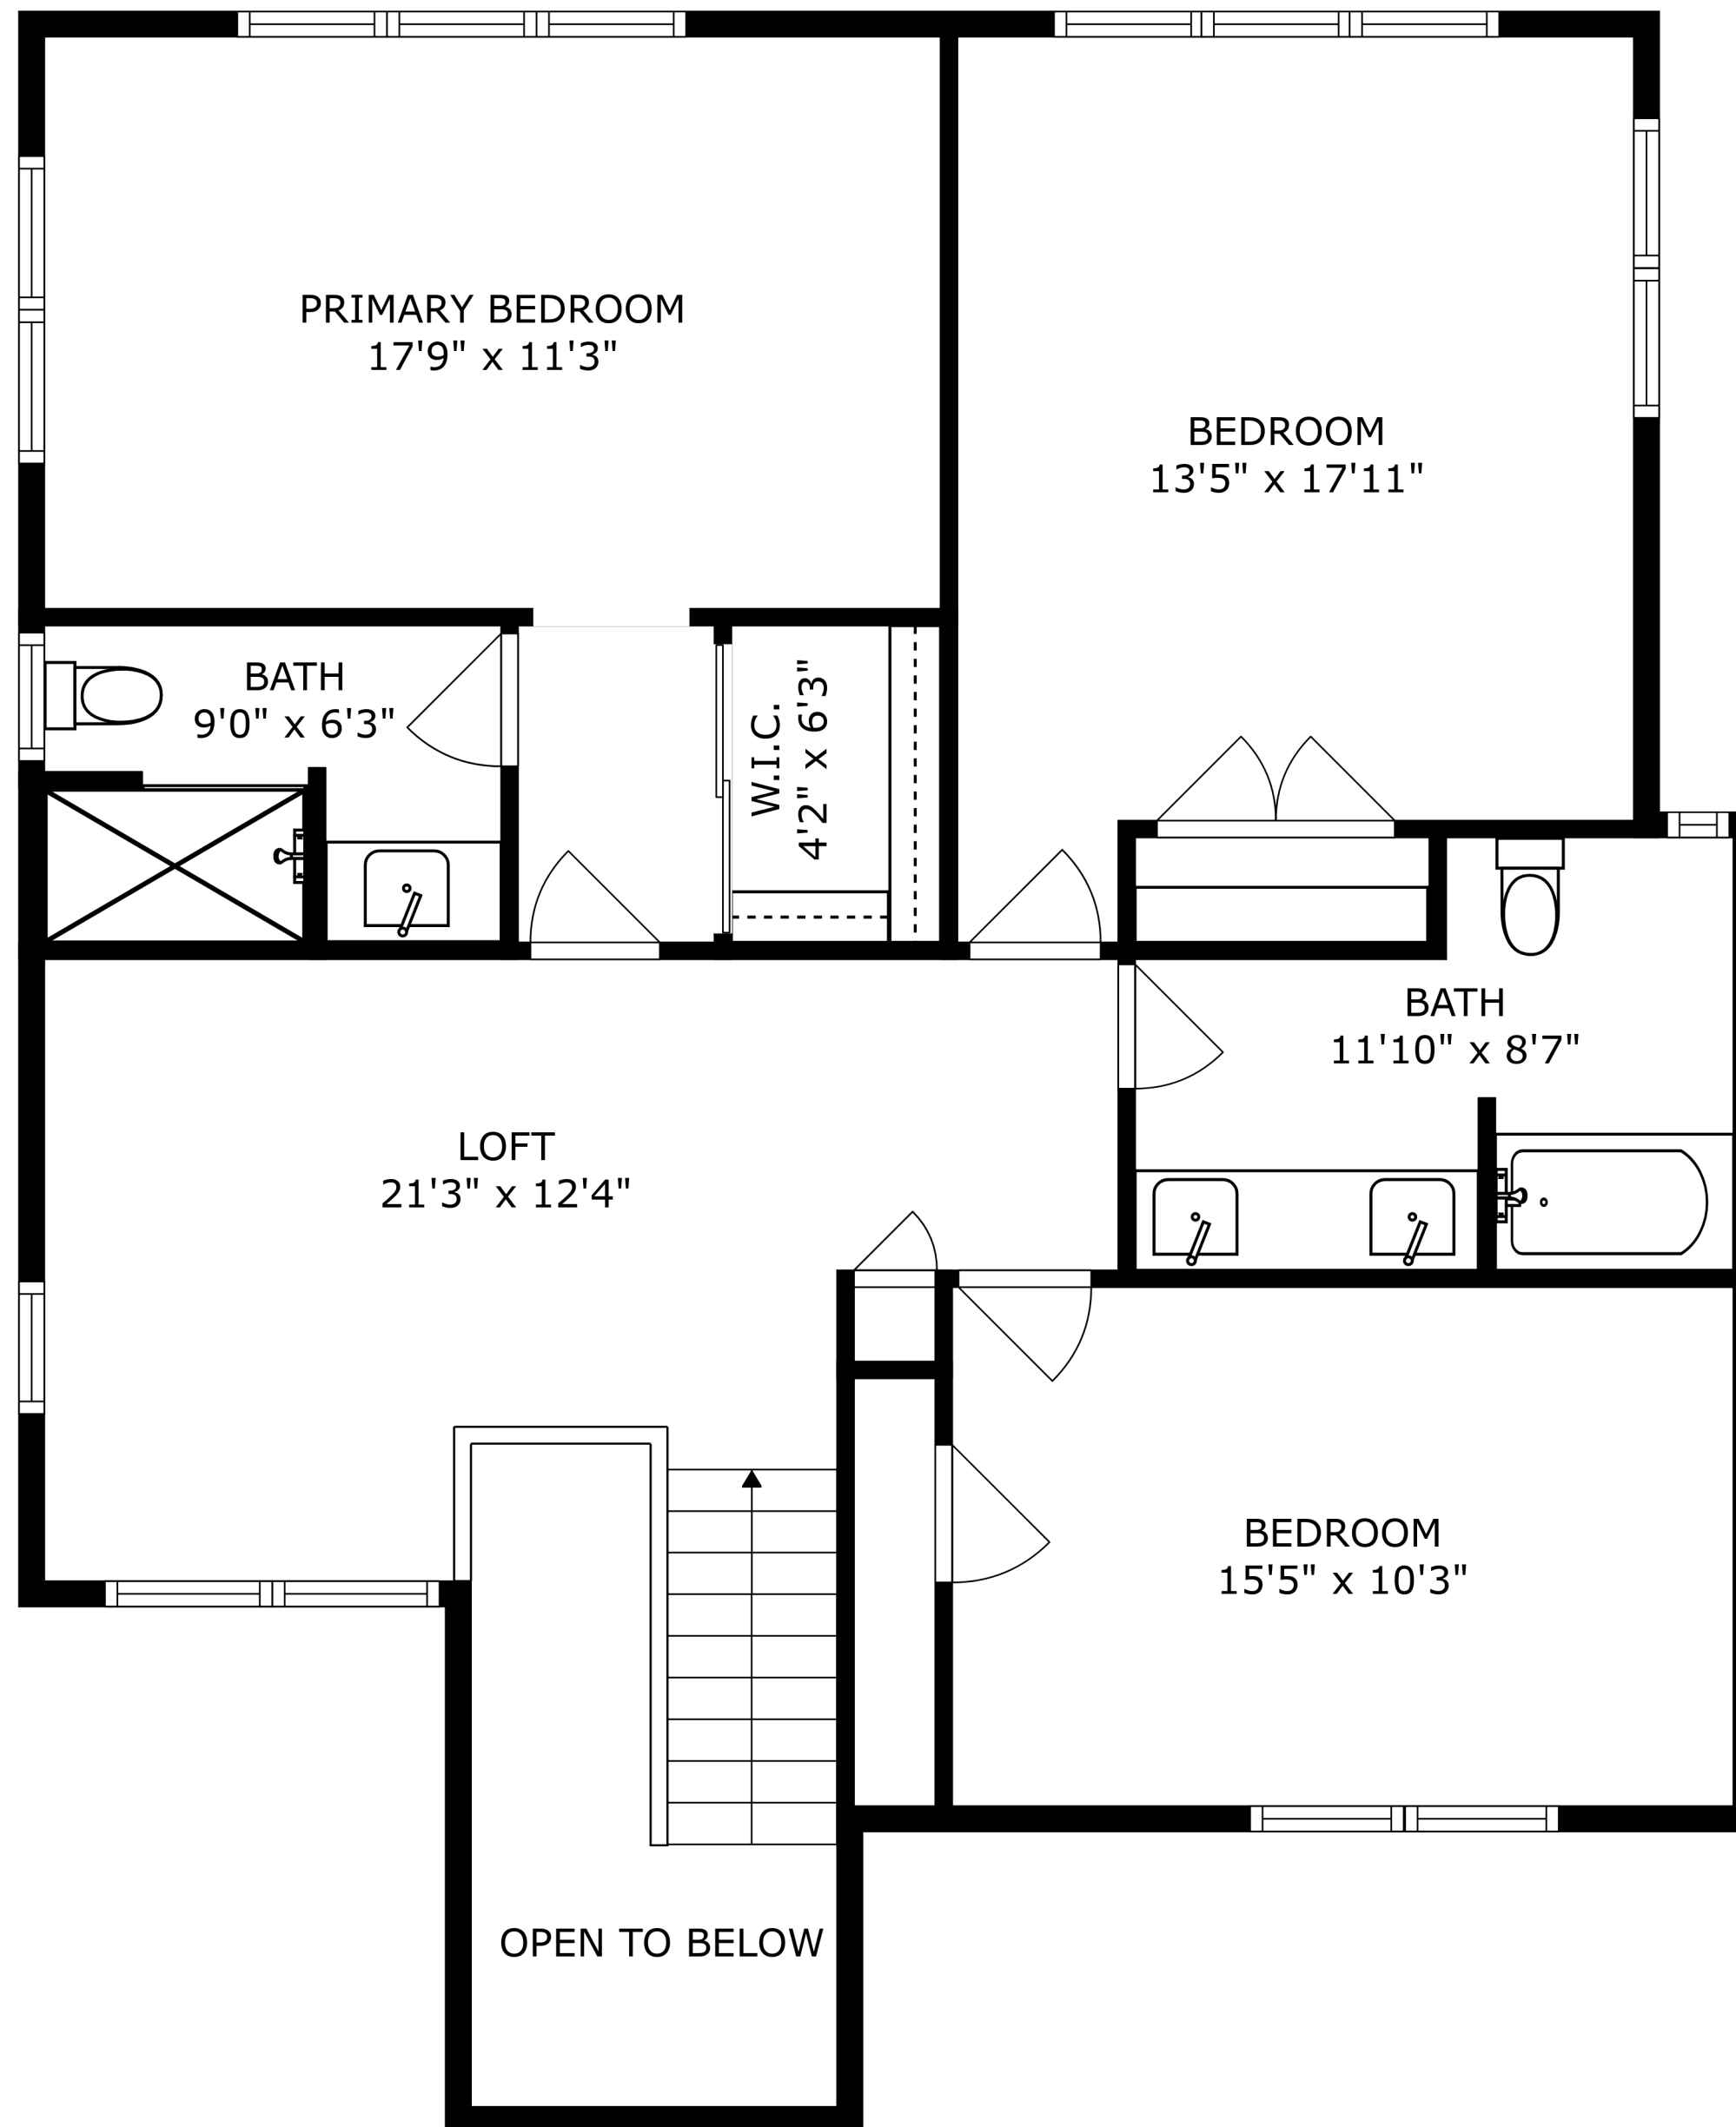 PRIMARY BEDROOM
17'9" x 11'3"
BEDROOM
13'5" x 17'11"
BATH
9'0" x 6'3"
W.I.C.
4'2" x 6'3"
BATH
11'10" x 8'7"
LOFT
21'3" x 12'4"
BEDROOM
15'5" x 10'3"
OPEN TO BELOW